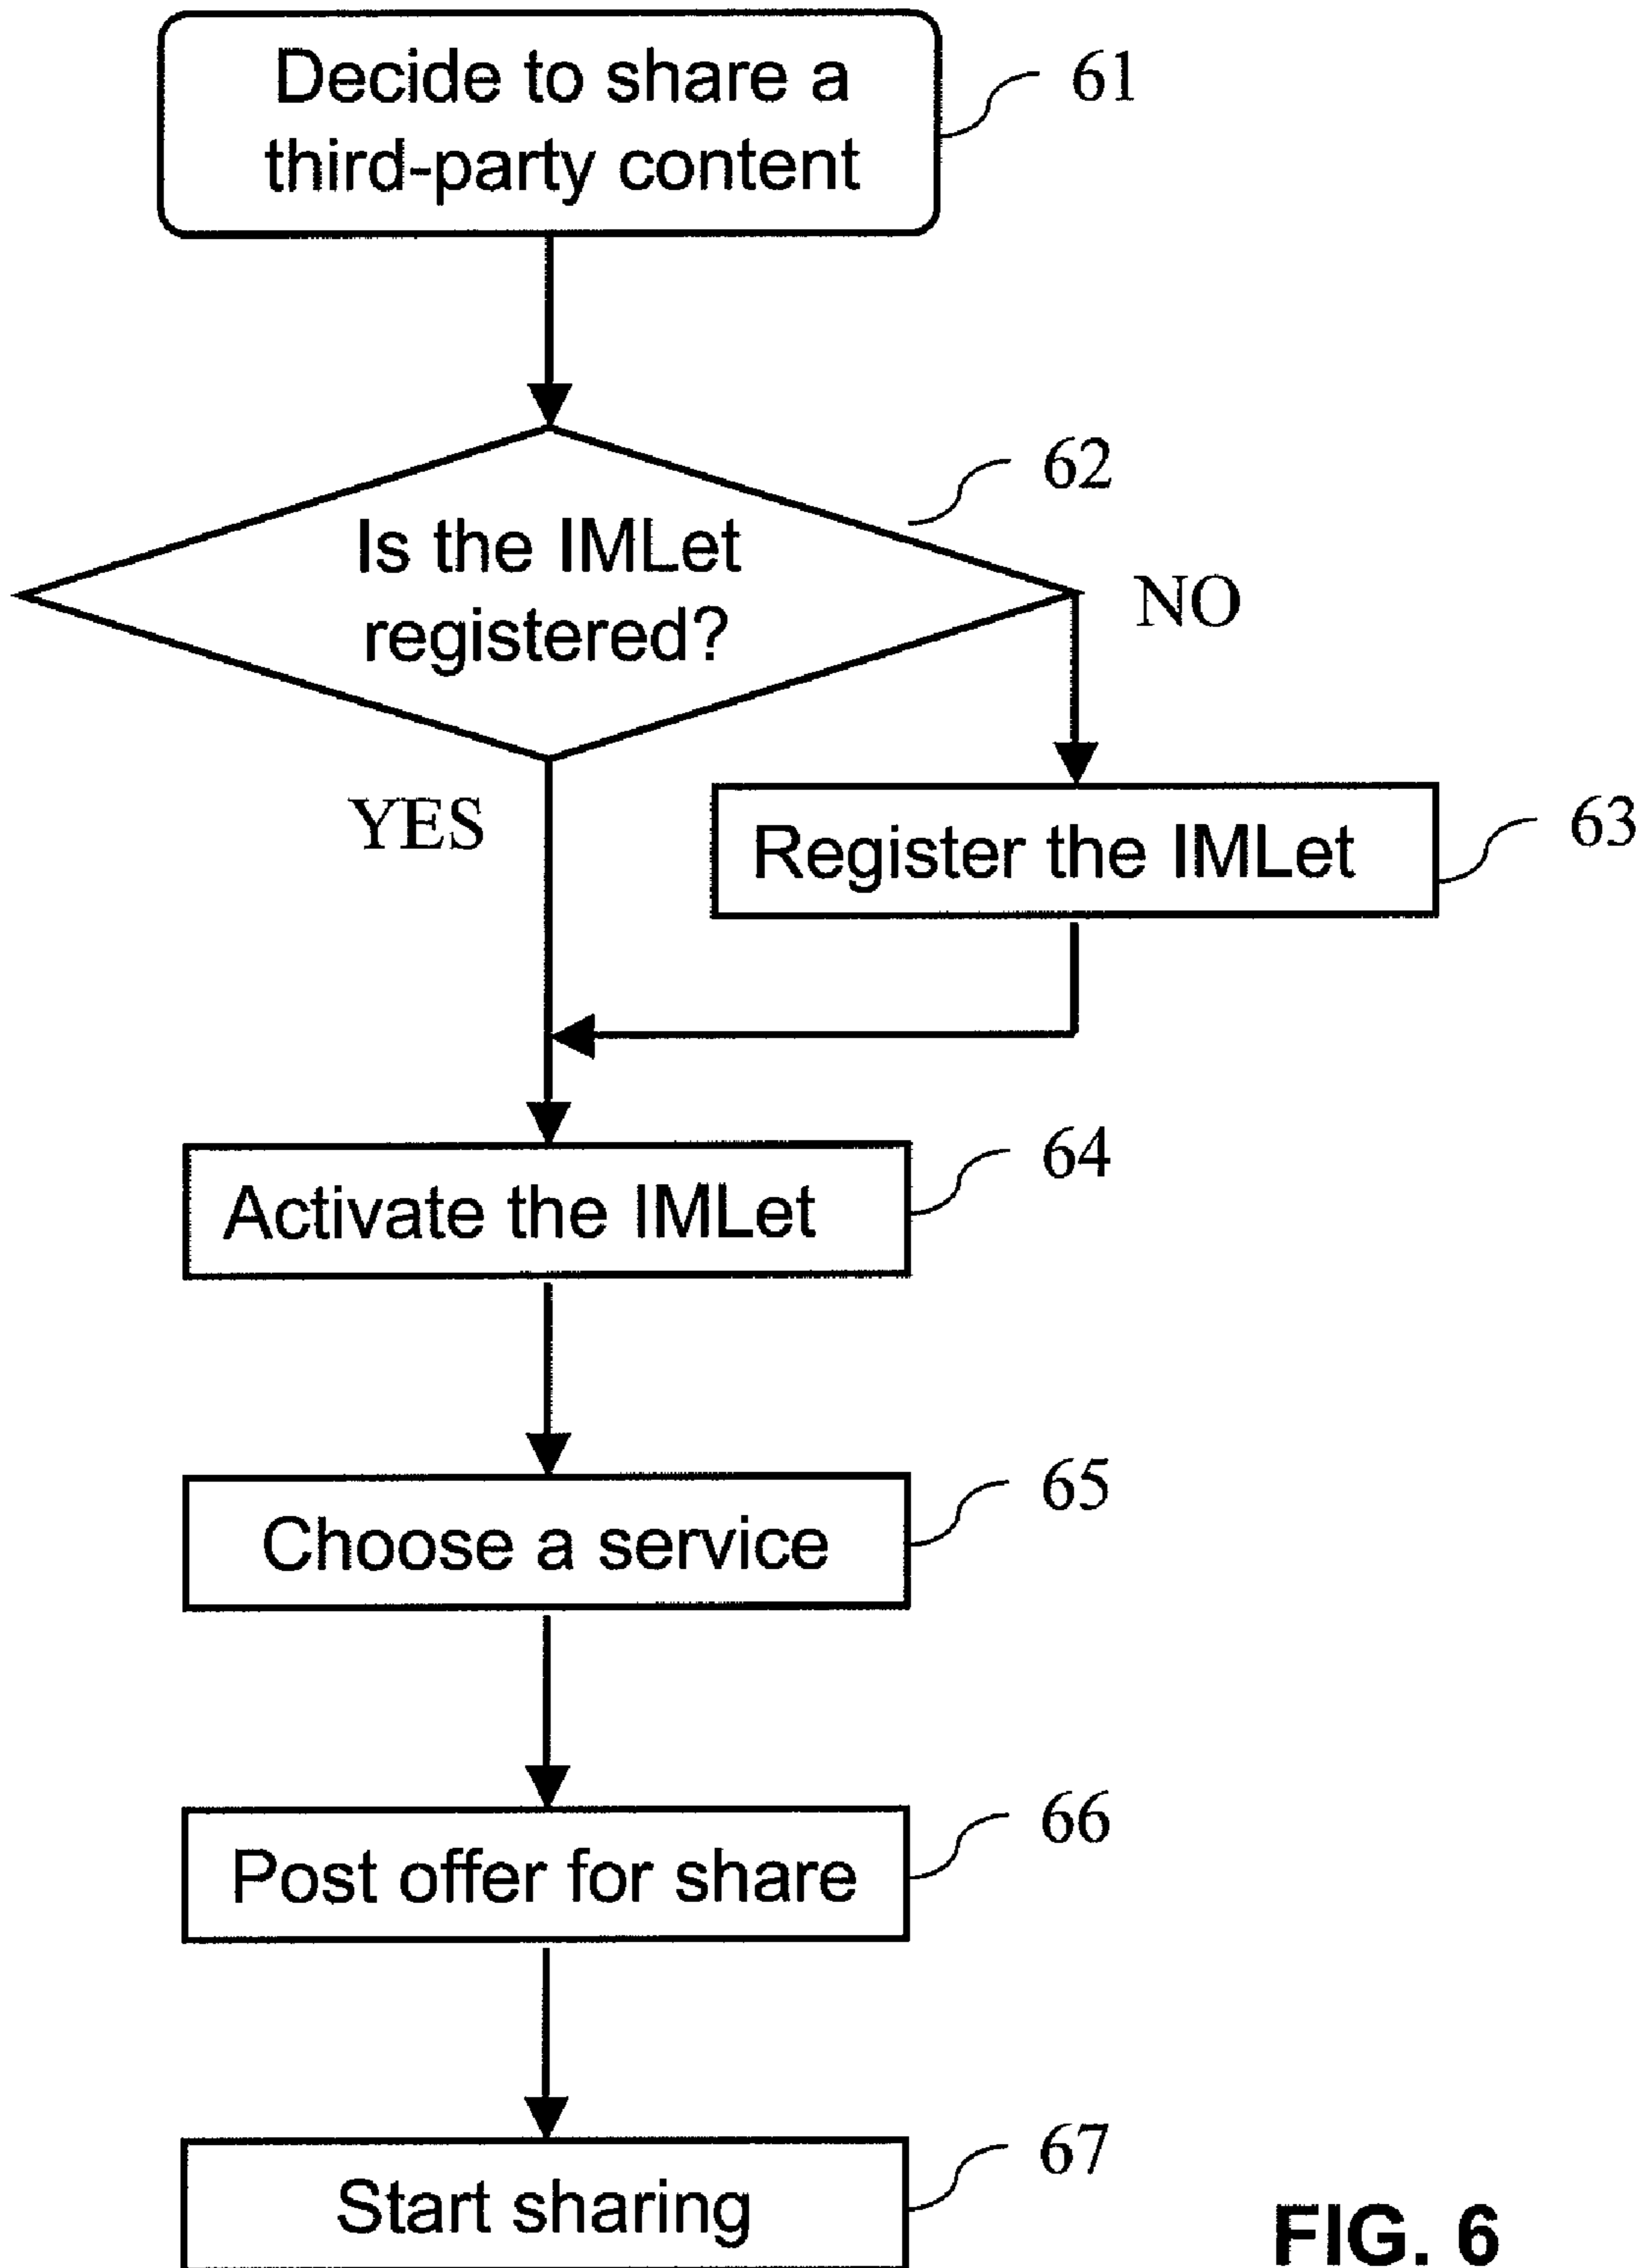 Decide to share a
third-party content
61
62
Is the IMLet
registered?
NO
YES
Register the IMLet
63
Activate the IMLet
64
Choose a service
65
Post offer for share
66
Start sharing
67
FIG. 6